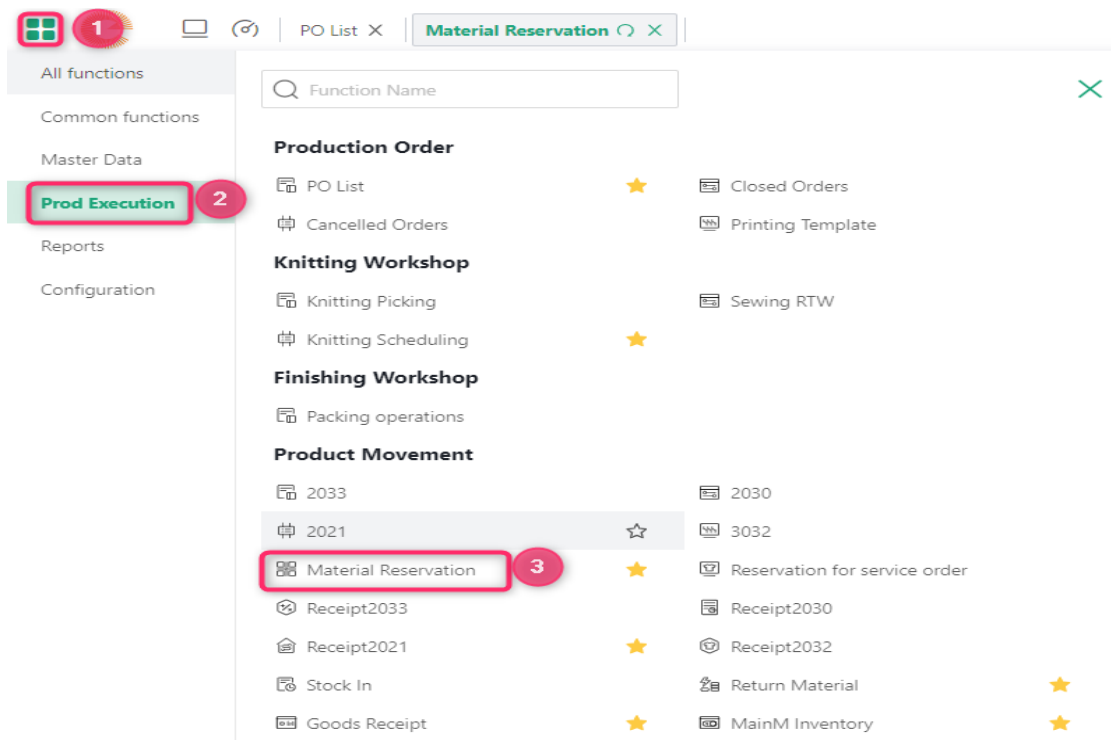 1 PO List Material Reservation
All functions
Function Name
Common functions
Master Data
Prod Execution 2
Reports
Configuration
Production Order
PO List Closed Orders
Cancelled Orders Printing Template
Knitting Workshop
Knitting Picking Sewing RTW
Knitting Scheduling
Finishing Workshop
Packing operations
Product Movement
2033 2030
2021 3032
Material Reservation 3 Reservation for service order
Receipt2033 Receipt2030
Receipt2021 Receipt2032
Stock In Return Material
Goods Receipt MainM Inventory